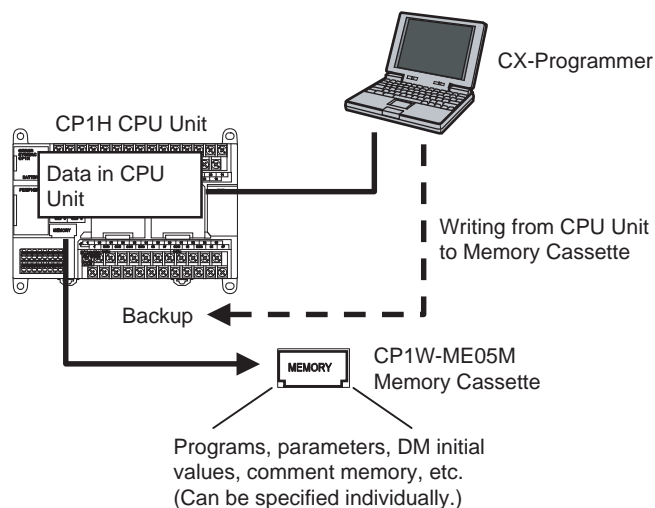 CX-Programmer
CP1H CPU Unit
Data in CPU
Unit
MEMORY
Writing from CPU Unit
to Memory Cassette
Backup
CP1W-ME05M
Memory Cassette
MEMORY
Programs, parameters, DM initial
values, comment memory, etc.
(Can be specified individually.)